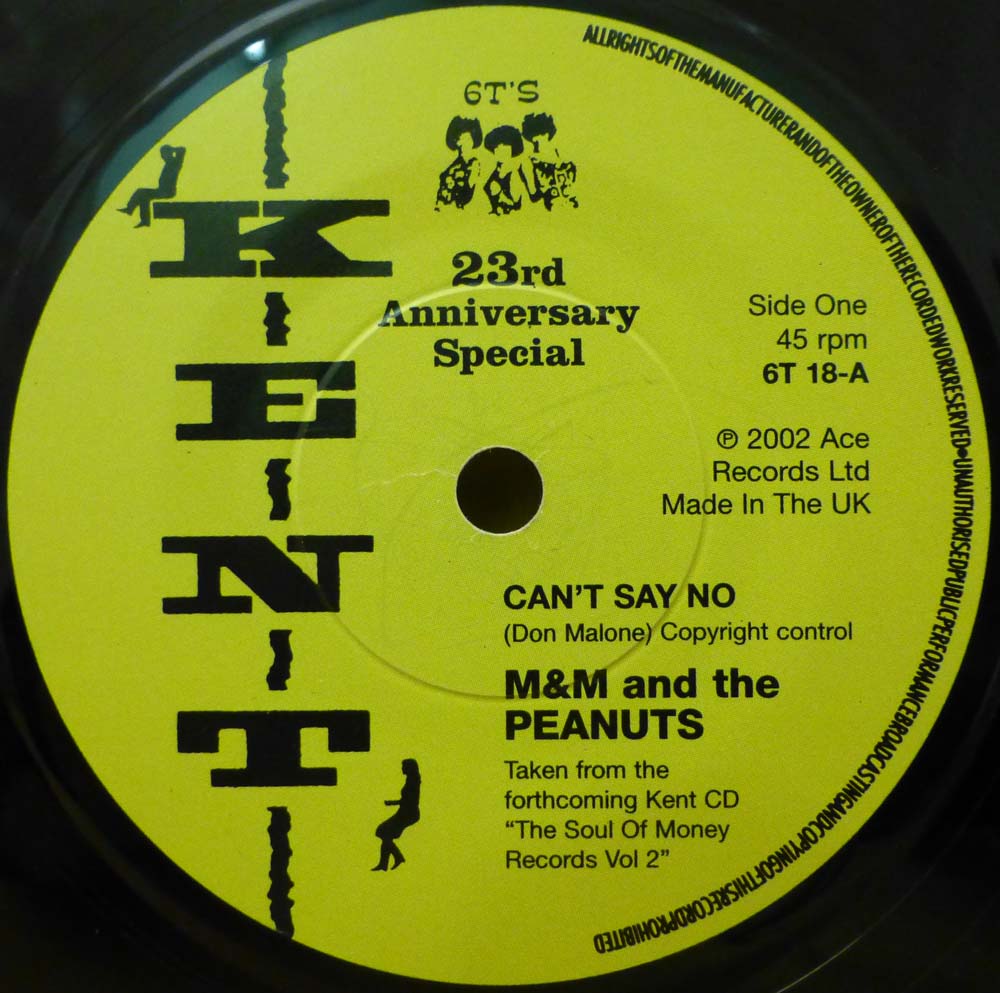 6T'S
KENT
23rd
Anniversary
Special
Side One
45 rpm
6T 18-A
℗ 2002 Ace
Records Ltd
Made In The UK
CAN'T SAY NO
(Don Malone) Copyright control
M&M and the
PEANUTS
Taken from the
forthcoming Kent CD
“The Soul Of Money
Records Vol 2”
ALLRIGHTSOFTHEMANUFACTURERANDOFTHEOWNEROFTHERECORDEDWORKRESERVED•UNAUTHORISEDPUBLICPERFORMANCEBROADCASTINGANDCOPYINGOFTHISRECORDPROHIBITED